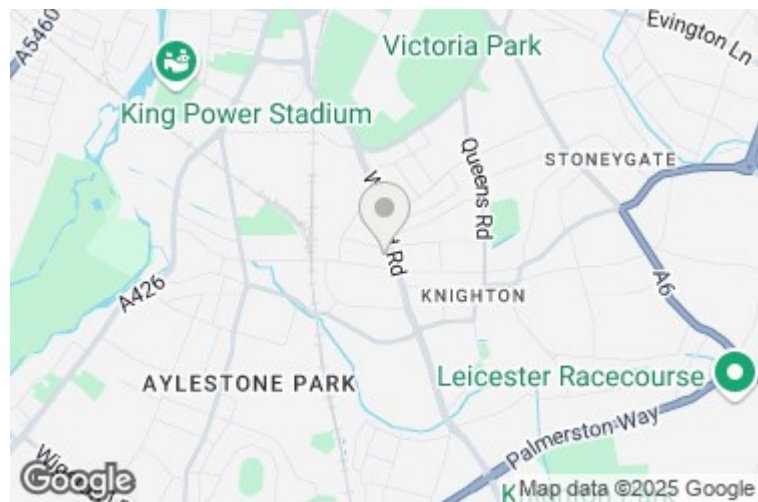 A5460
Evington Ln
Victoria Park
King Power Stadium
Queens Rd
STONEYGATE
Rd
A426
KNIGHTON
A6
AYLESTONE PARK
Leicester Racecourse
Palmerston Way
Google
Map data ©2025 Google